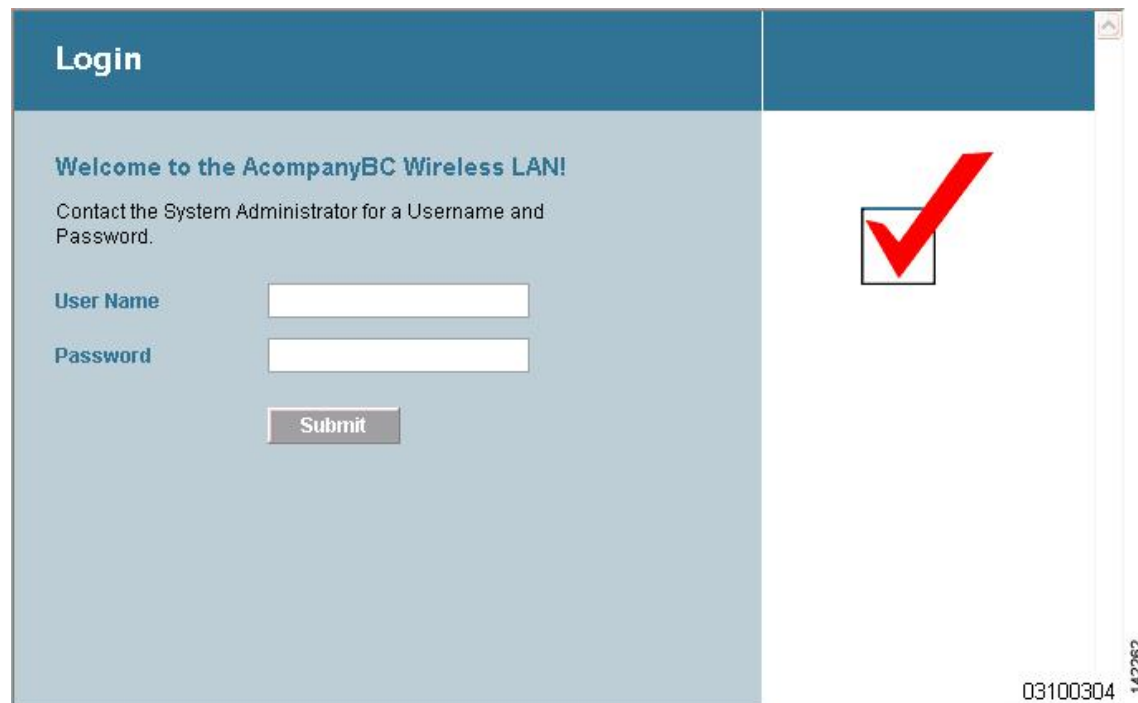 Login
Welcome to the AcompanyBC Wireless LAN!
Contact the System Administrator for a Username and
Password.
User Name
Password
Submit
03100304
142262